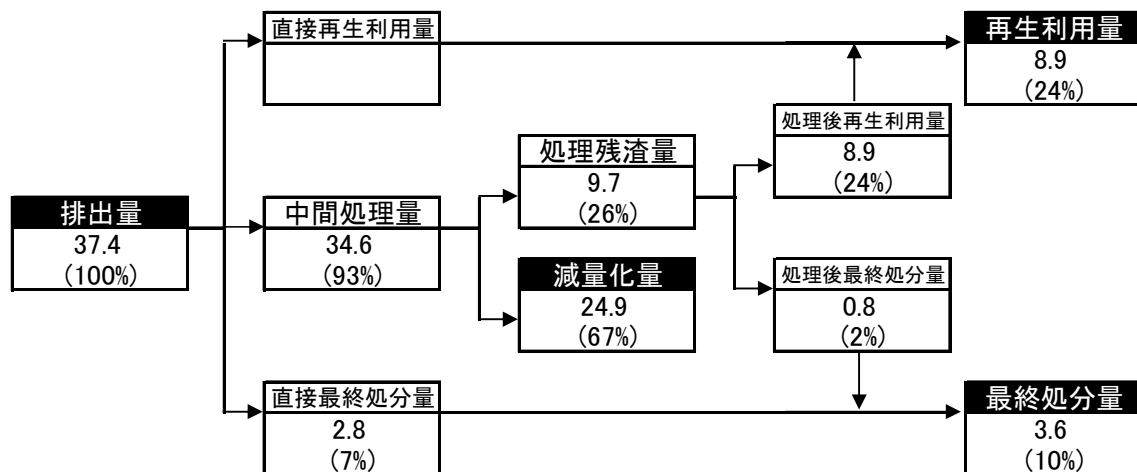 直接再生利用量
再生利用量
8.9
(24%)
処理後再生利用量
8.9
(24%)
処理残渣量
9.7
(26%)
排出量
37.4
(100%)
中間処理量
34.6
(93%)
減量化量
24.9
(67%)
処理後最終処分量
0.8
(2%)
直接最終処分量
2.8
(7%)
最終処分量
3.6
(10%)